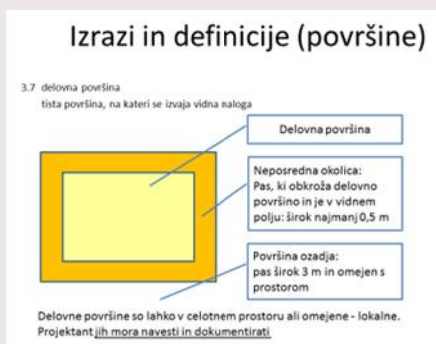 Izrazi in definicije (površine)
3.7 delovna površina
tista površina, na kateri se izvaja vidna naloga
Delovna površina
Neposredna okolica:
Pas, ki obkroža delovno
površino in je v vidnem
polju: širok najmanj 0,5 m
Površina ozadja:
pas širok 3 m in omejen s
prostorom
Delovne površine so lahko v celotnem prostoru ali omejene - lokalne.
Projektant jih mora navesti in dokumentirati